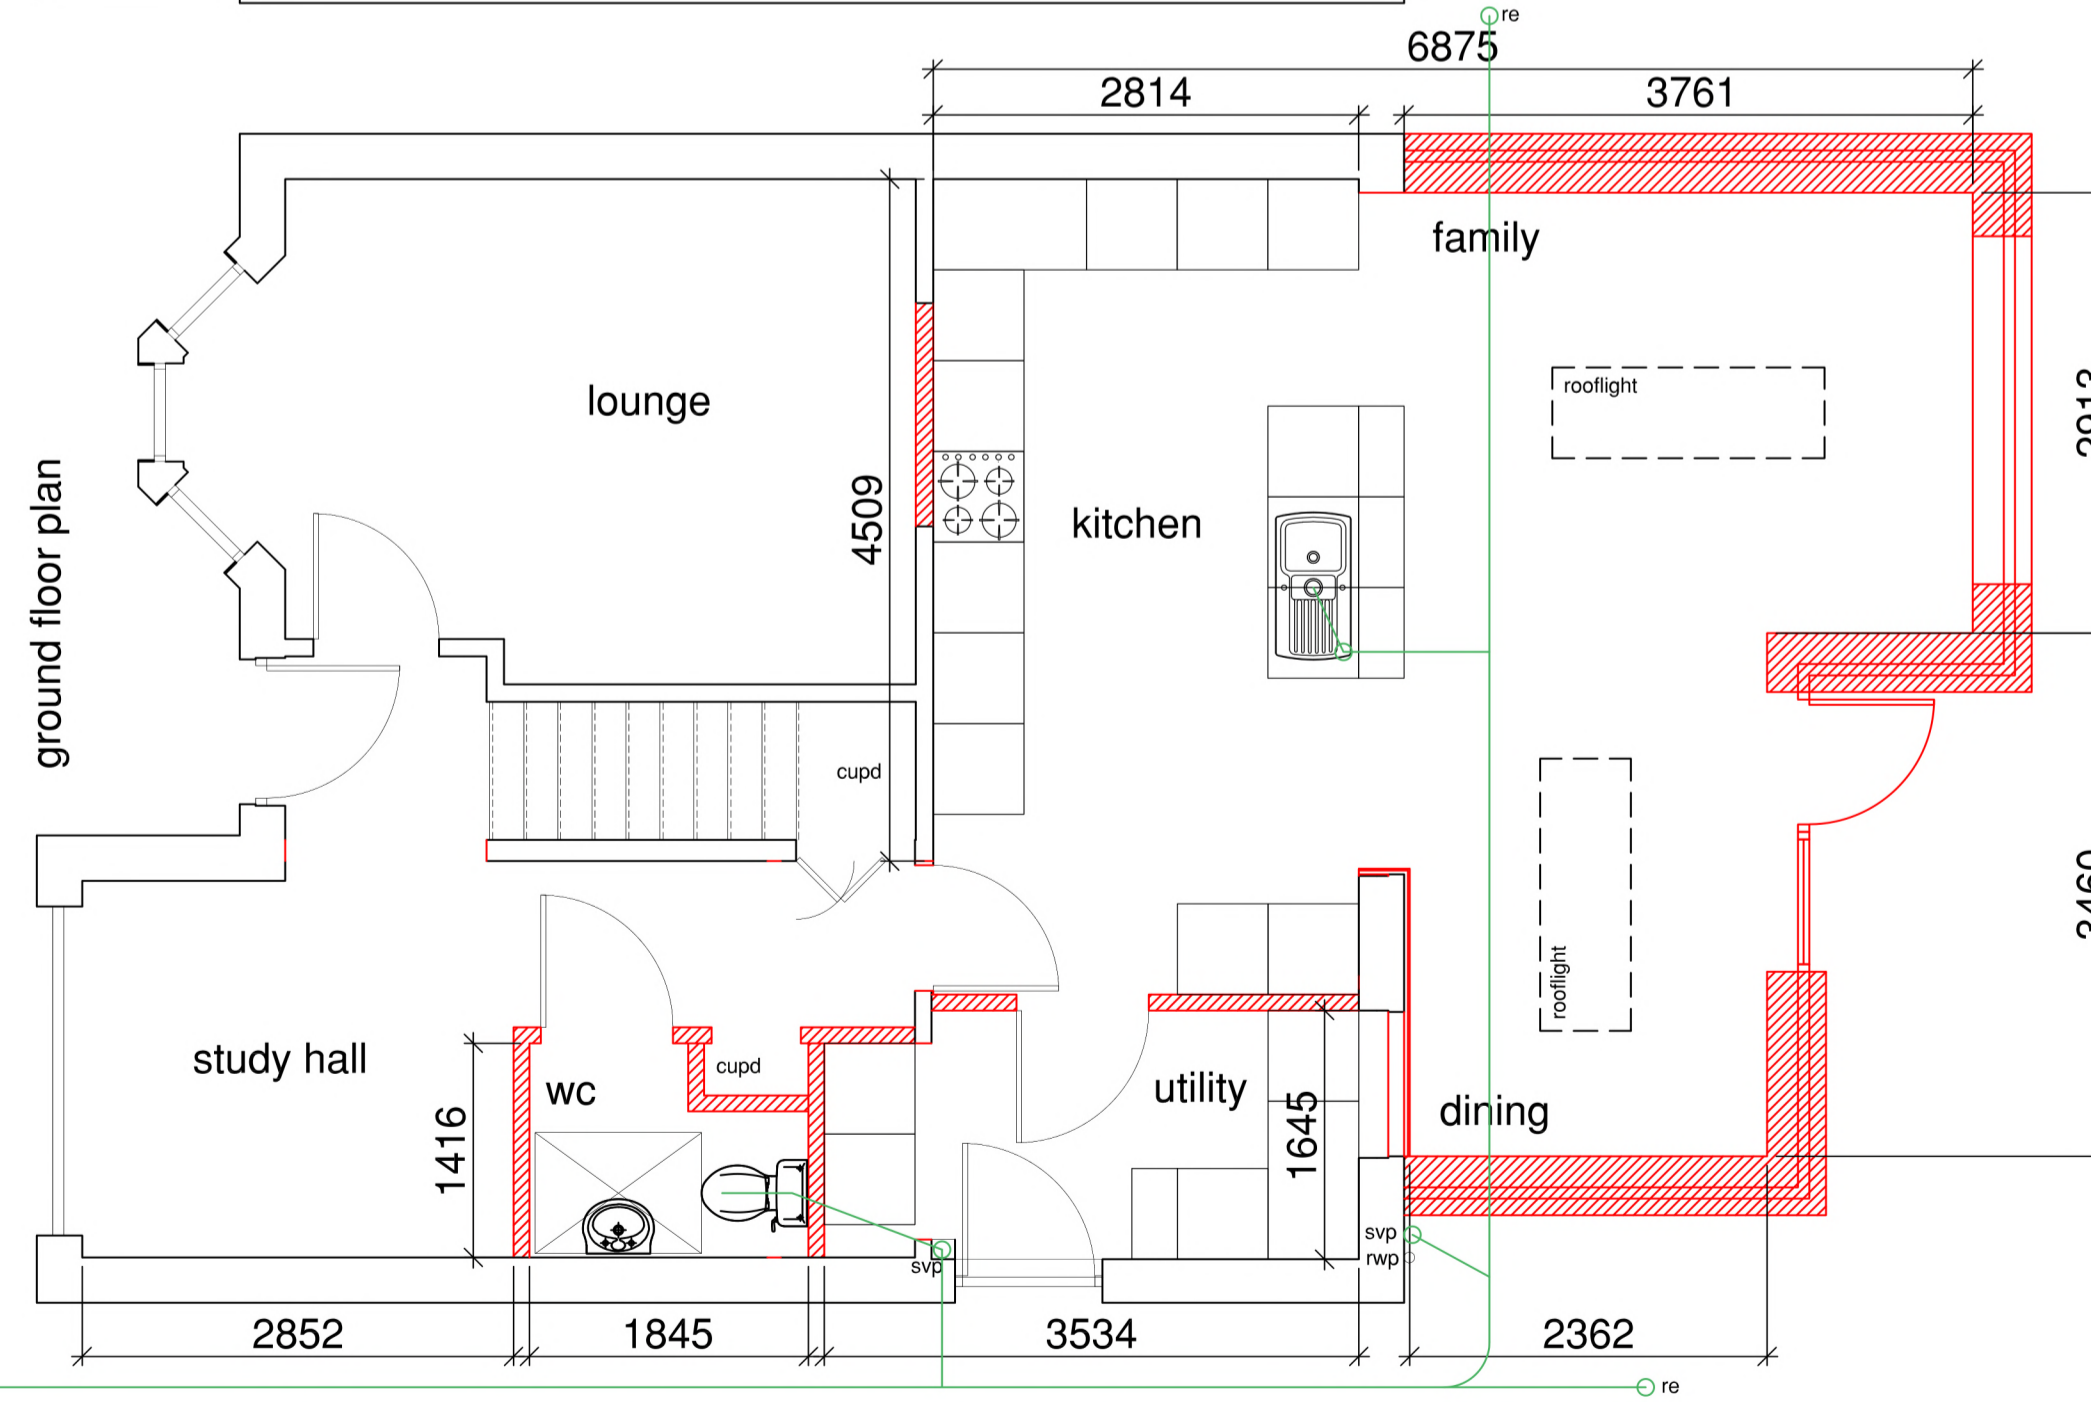 re
6875
2814
3761
family
rooflight
lounge
4509
kitchen
ground floor plan
cupd
rooflight
study hall
wc
cupd
utility
1416
1645
dining
svp
rwp
svp
2852
1845
3534
2362
re